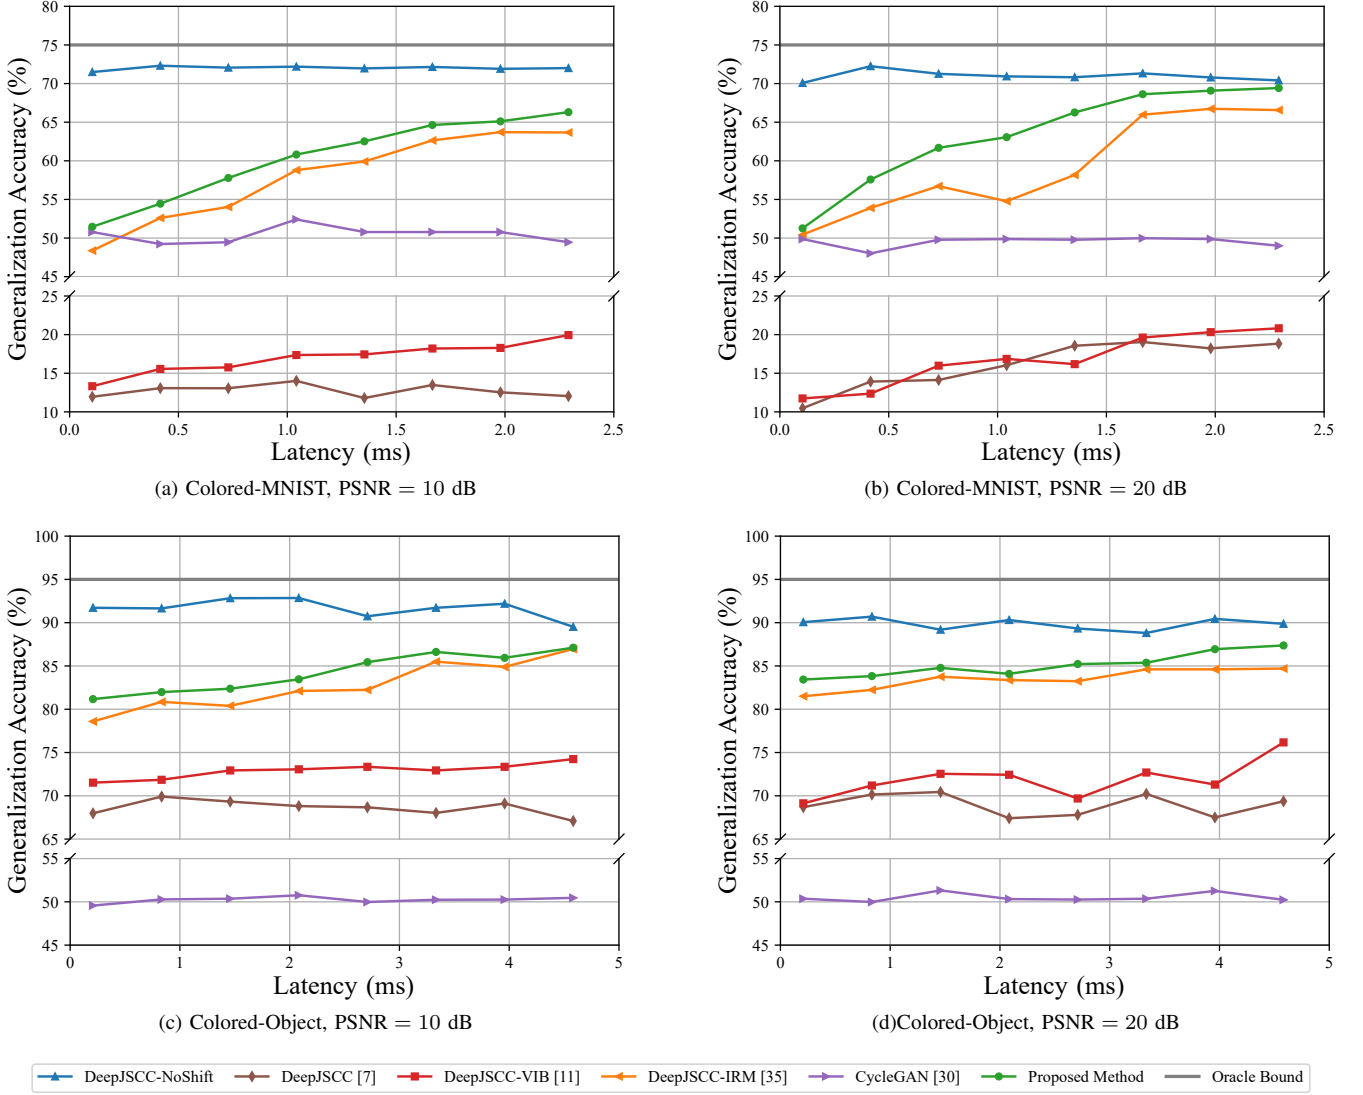 80
75
70
65
60
55
50
45
25
20
15
10
0.0 0.5 1.0 1.5 2.0 2.5
Generalization Accuracy (%)
Latency (ms)
(a) Colored-MNIST, PSNR = 10 dB
80
75
70
65
60
55
50
45
25
20
15
10
0.0 0.5 1.0 1.5 2.0 2.5
Generalization Accuracy (%)
Latency (ms)
(b) Colored-MNIST, PSNR = 20 dB
100
95
90
85
80
75
70
65
55
50
45
0 1 2 3 4 5
Generalization Accuracy (%)
Latency (ms)
(c) Colored-Object, PSNR = 10 dB
100
95
90
85
80
75
70
65
55
50
45
0 1 2 3 4 5
Generalization Accuracy (%)
Latency (ms)
(d)Colored-Object, PSNR = 20 dB
DeepJSCC-NoShift DeepJSCC [7] DeepJSCC-VIB [11] DeepJSCC-IRM [35] CycleGAN [30] Proposed Method Oracle Bound